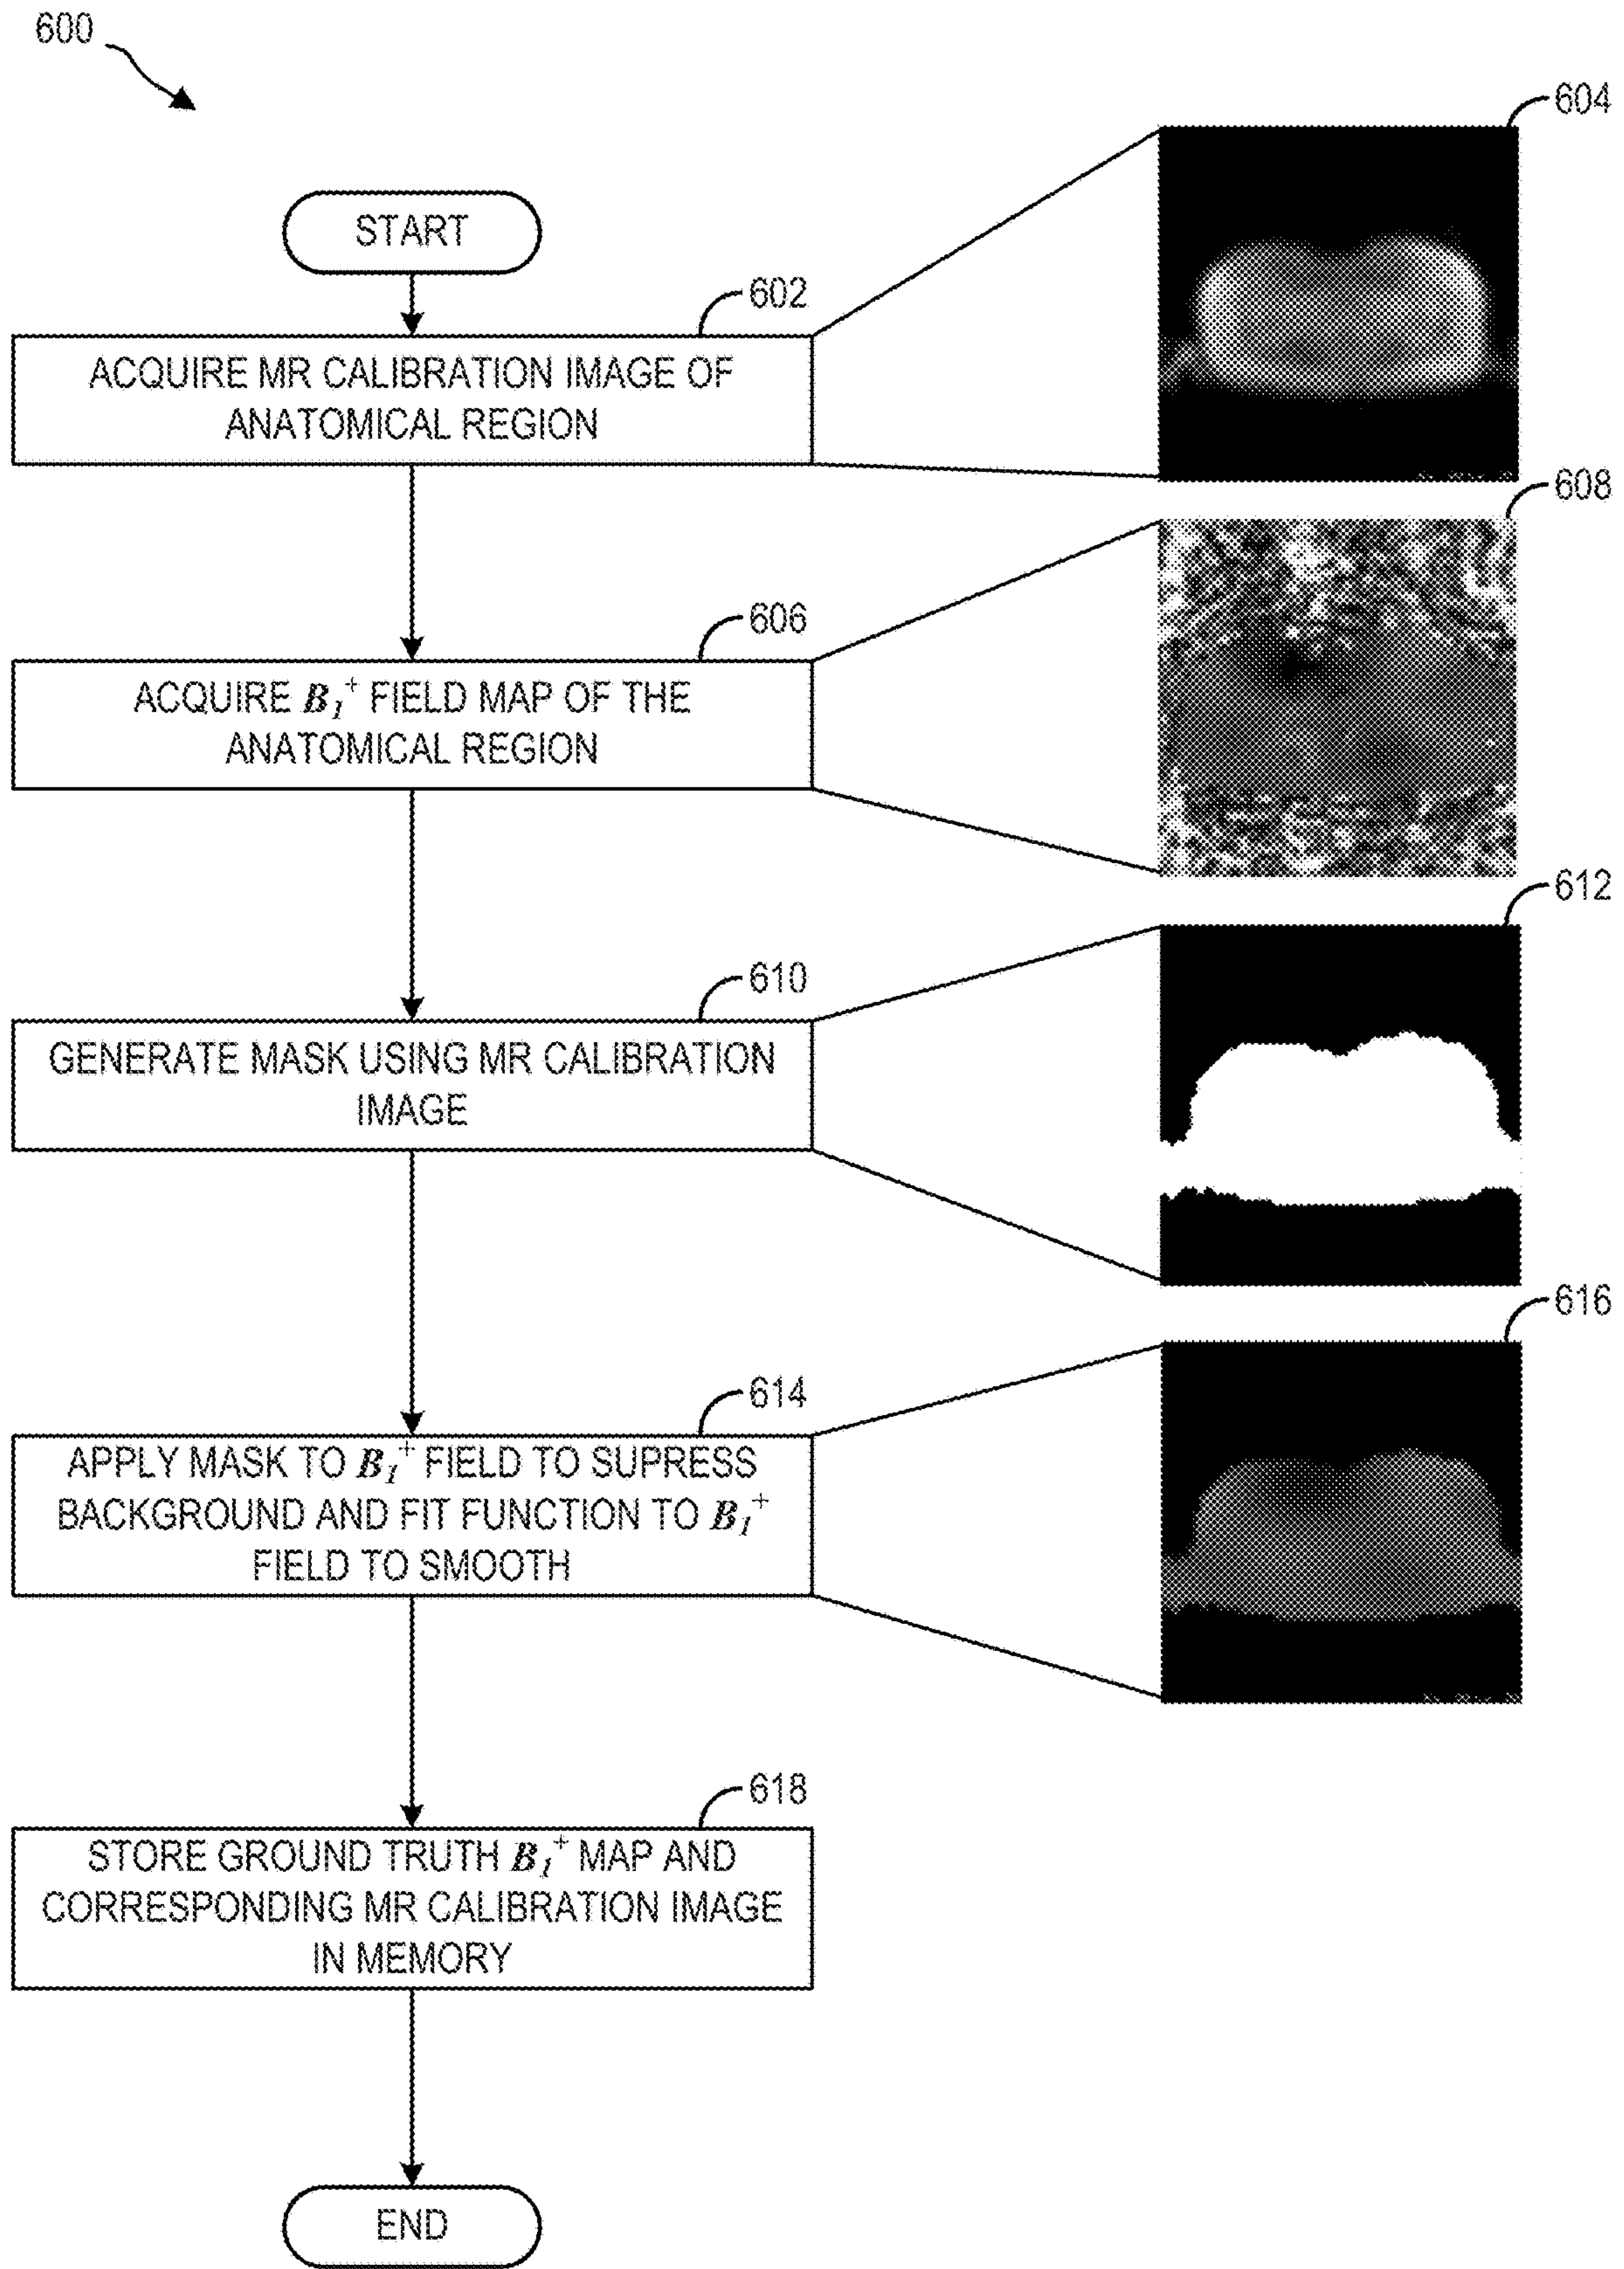 600
604
START
602
ACQUIRE MR CALIBRATION IMAGE OF
ANATOMICAL REGION
608
606
ACQUIRE B₁⁺ FIELD MAP OF THE
ANATOMICAL REGION
612
610
GENERATE MASK USING MR CALIBRATION
IMAGE
616
614
APPLY MASK TO B₁⁺ FIELD TO SUPRESS
BACKGROUND AND FIT FUNCTION TO B₁⁺
FIELD TO SMOOTH
618
STORE GROUND TRUTH B₁⁺ MAP AND
CORRESPONDING MR CALIBRATION IMAGE
IN MEMORY
END